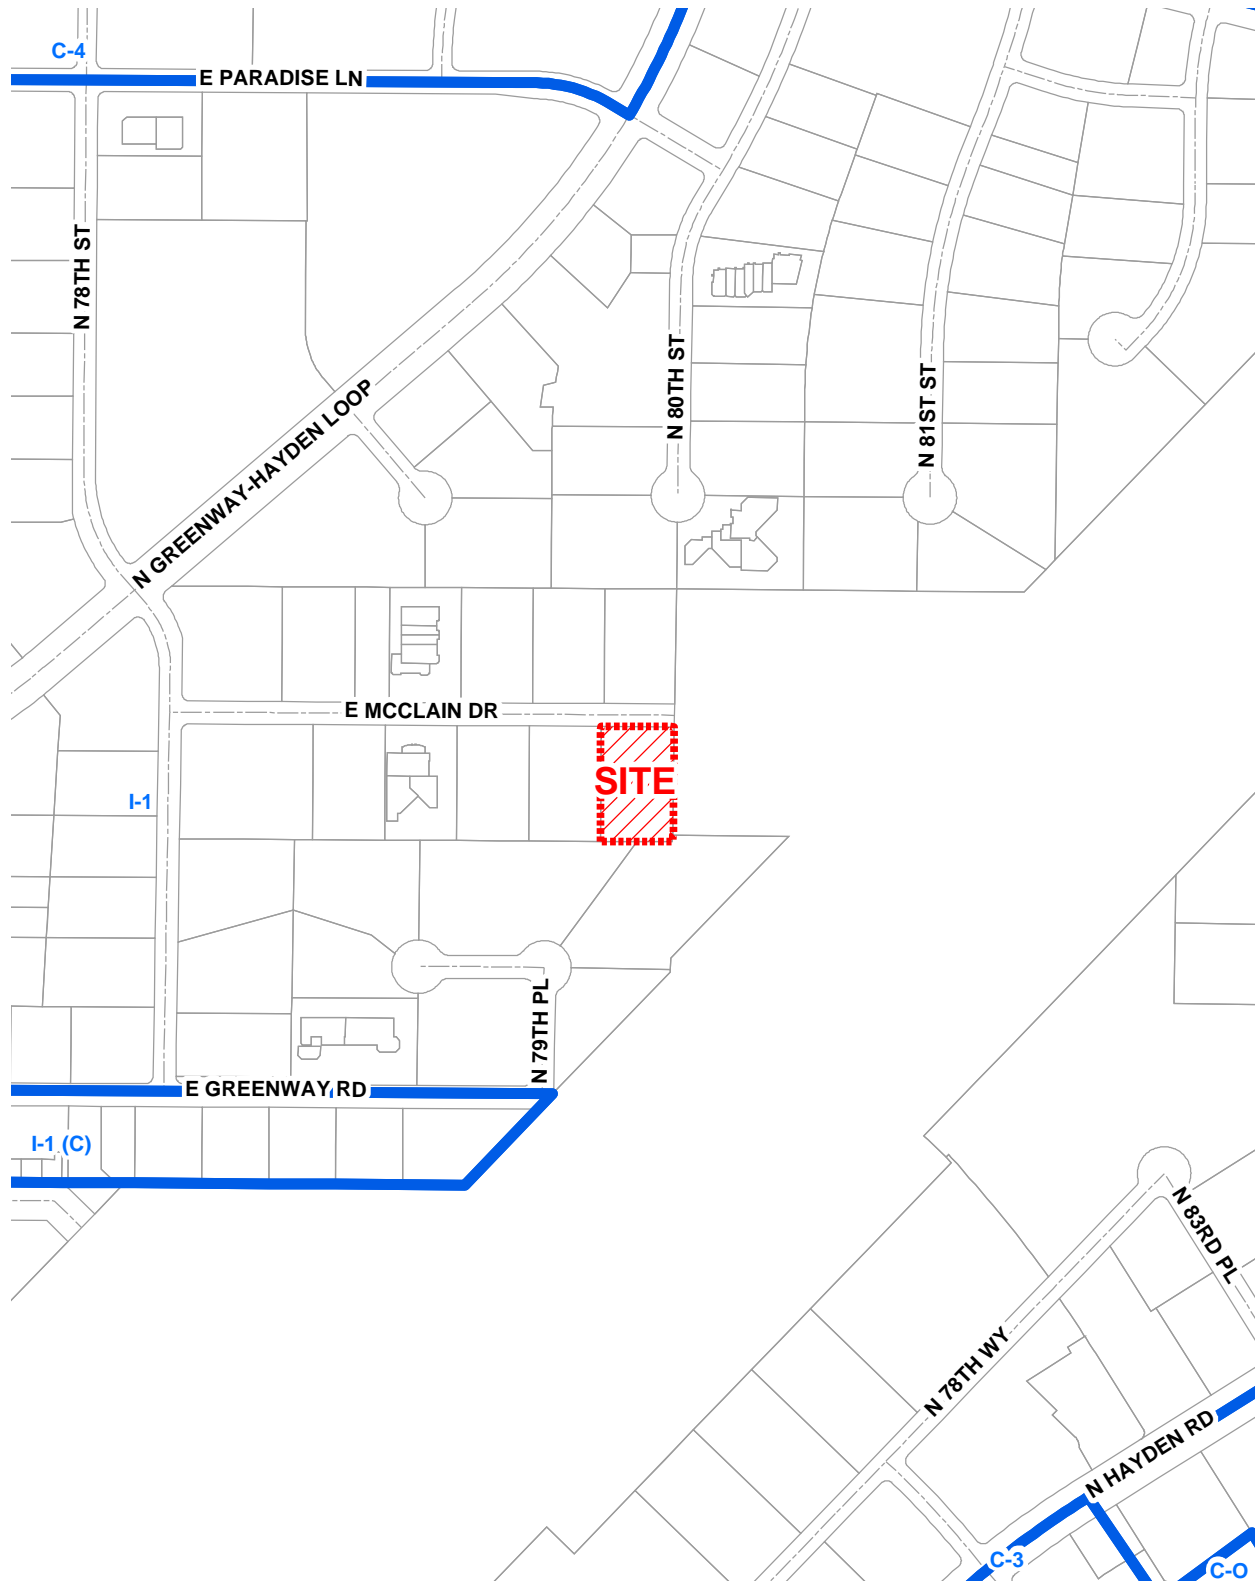 C-4
E PARADISE LN
N 78TH ST
N 80TH ST
N 81ST ST
N GREENWAY-HAYDEN LOOP
E MCCLAIN DR
SITE
I-1
N 79TH PL
E GREENWAY RD
I-1 (C)
N 83RD PL
N 78TH WY
N HAYDEN RD
C-3
C-O